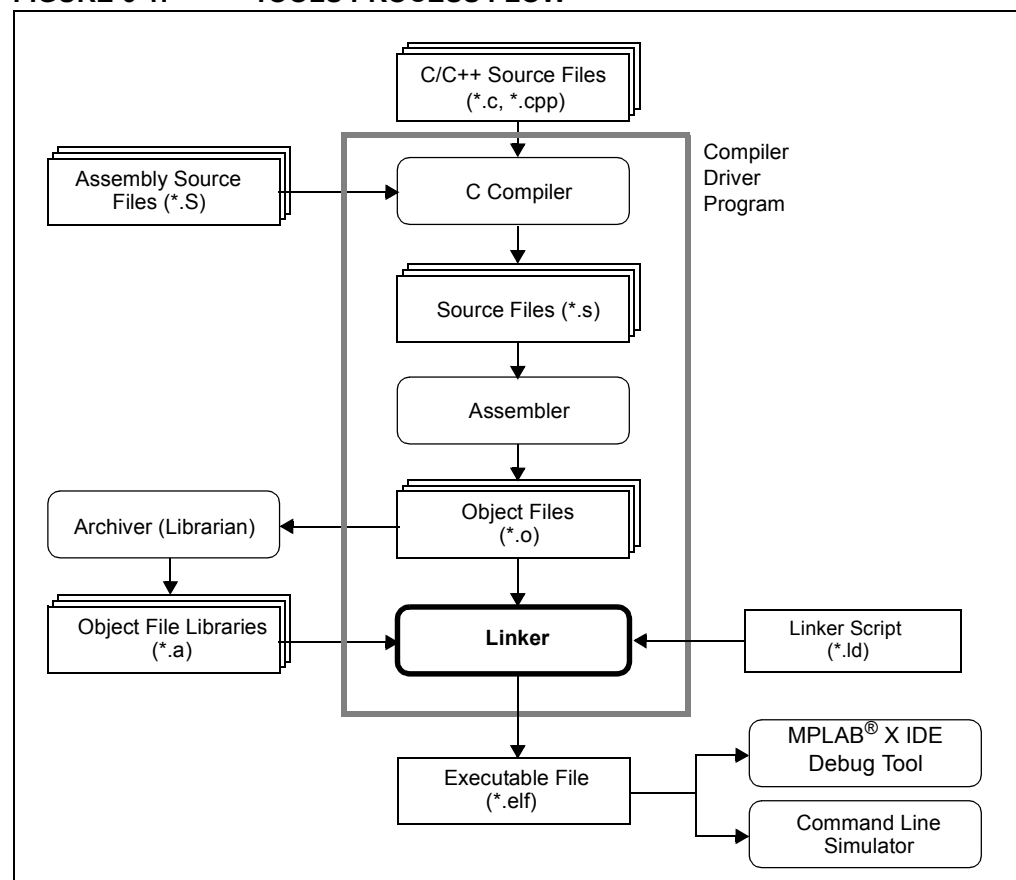 C/C++ Source Files
(*.c, *.cpp)
Compiler
Driver
Program
Assembly Source
Files (*.S)
C Compiler
Source Files (*.s)
Assembler
Archiver (Librarian)
Object Files
(*.o)
Object File Libraries
(*.a)
Linker
Linker Script
(*.ld)
MPLAB® X IDE
Debug Tool
Executable File
(*.elf)
Command Line
Simulator